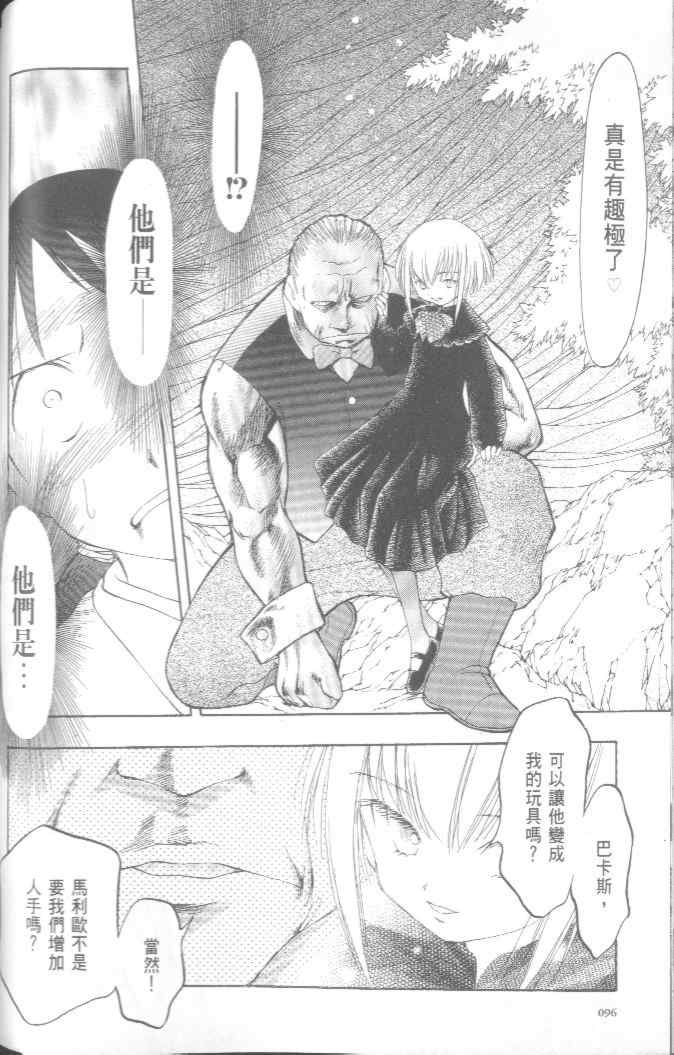 真是有趣極了♡
——!?
他們是——
他們是…
巴卡斯，
可以讓他變成
我的玩具嗎？
當然！
馬利歐不是
要我們增加
人手嗎？
096